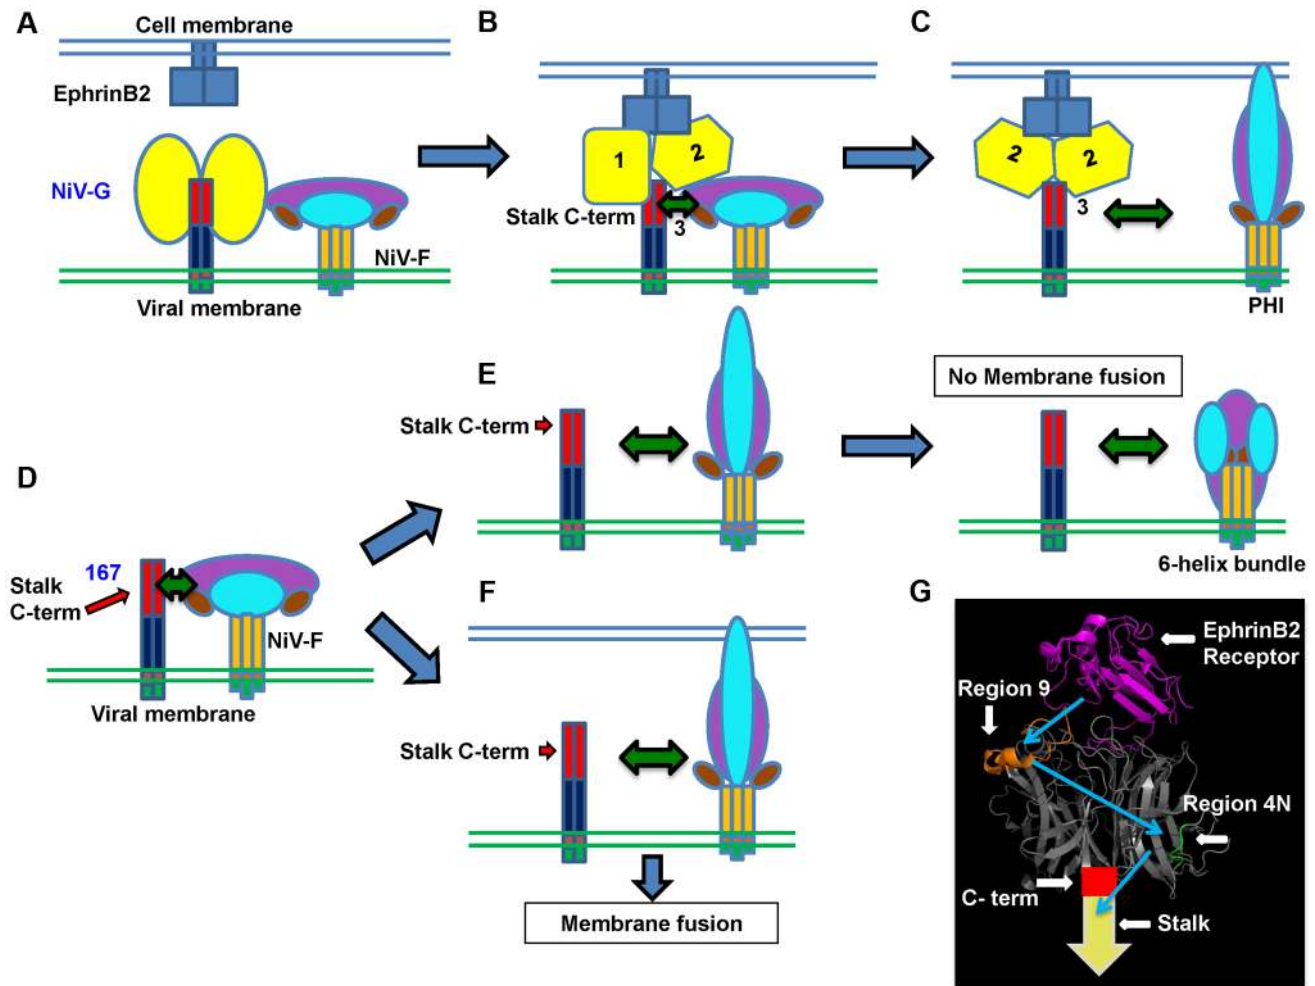 A
Cell membrane
EphrinB2
NiV-G
NiV-F
Viral membrane
B
1
2
Stalk C-term
3
C
2
2
3
PHI
D
167
Stalk
C-term
NiV-F
Viral membrane
E
Stalk C-term
No Membrane fusion
6-helix bundle
F
Stalk C-term
Membrane fusion
G
EphrinB2
Receptor
Region 9
Region 4N
C- term
Stalk